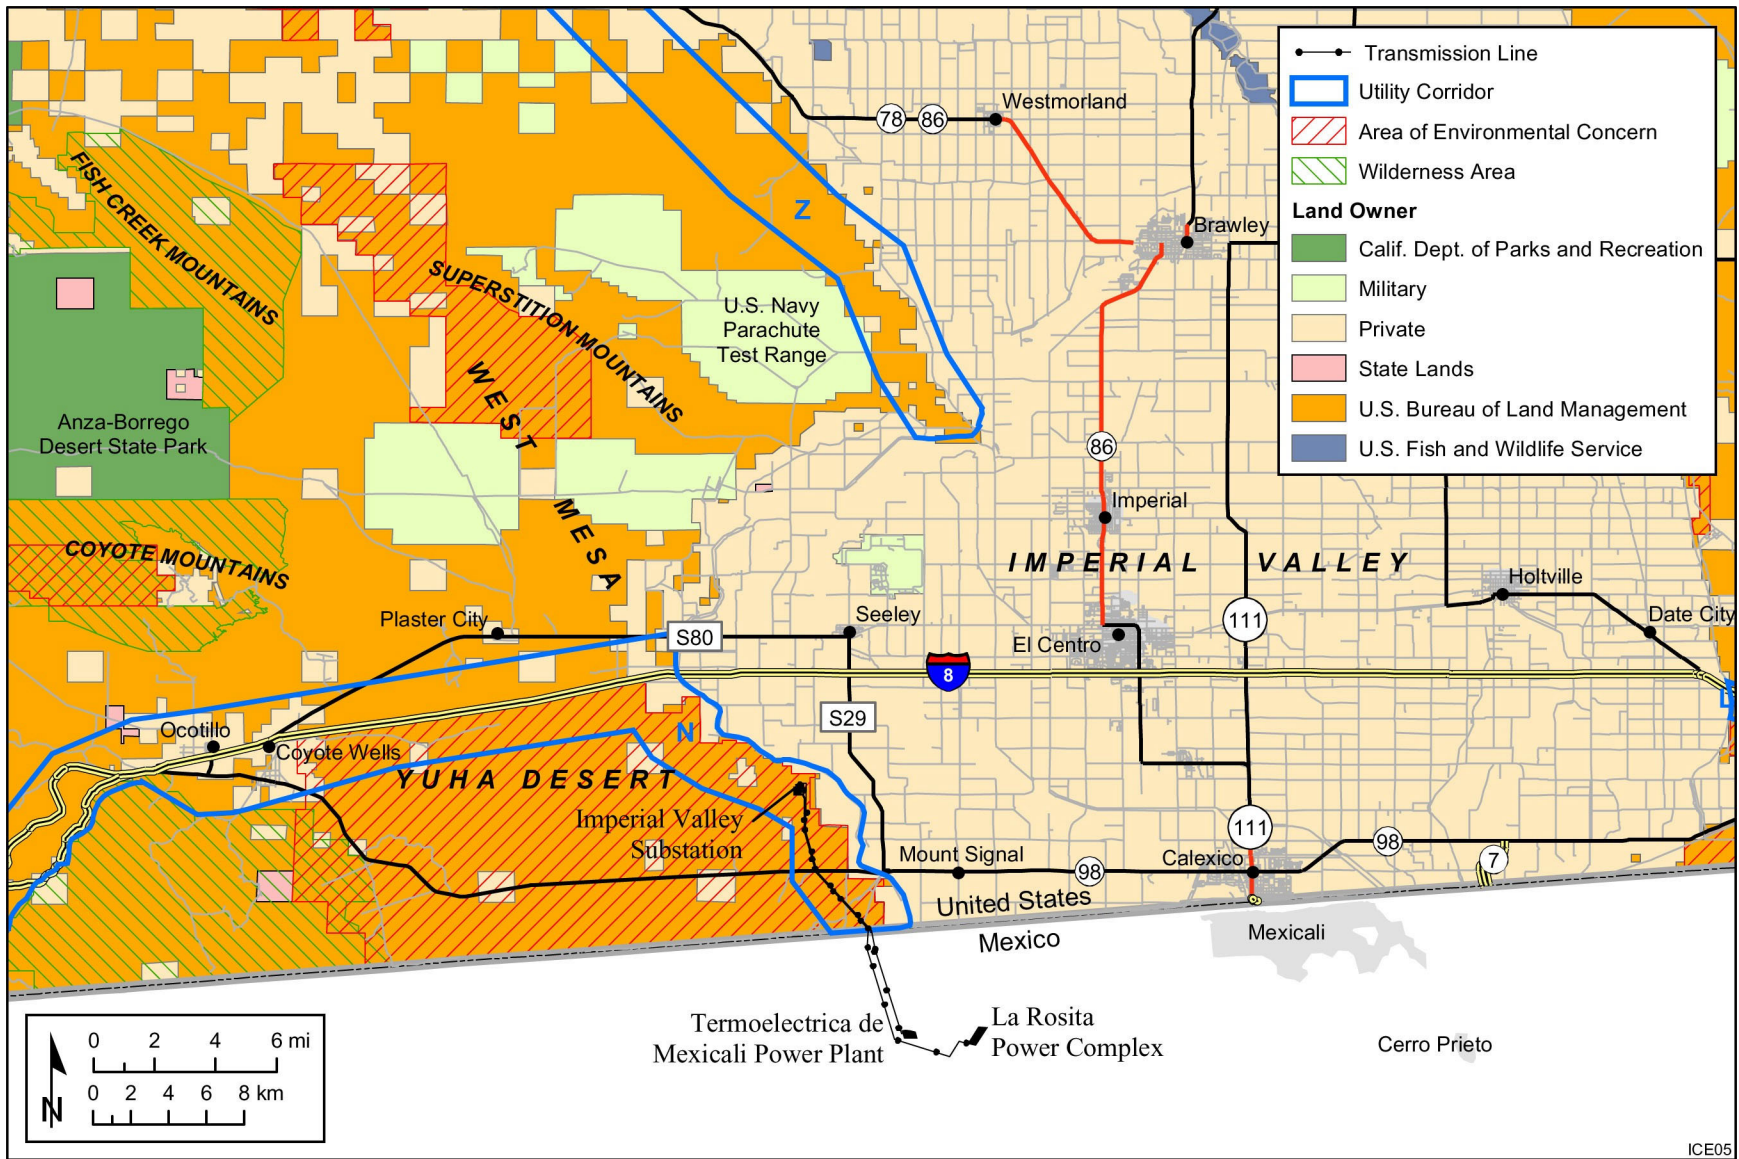 Transmission Line
Utility Corridor
Area of Environmental Concern
Wilderness Area
Land Owner
Calif. Dept. of Parks and Recreation
Military
Private
State Lands
U.S. Bureau of Land Management
U.S. Fish and Wildlife Service
78
86
Westmorland
Z
Brawley
FISH CREEK MOUNTAINS
SUPERSTITION MOUNTAINS
U.S. Navy
Parachute
Test Range
WEST MESA
Anza-Borrego
Desert State Park
86
Imperial
COYOTE MOUNTAINS
IMPERIAL VALLEY
Holtville
Plaster City
S80
Seeley
111
Date City
El Centro
8
S29
Ocotillo
N
Coyote Wells
YUHA DESERT
Imperial Valley
Substation
111
98
Mount Signal
Calexico
98
7
United States
Mexico
Mexicali
Termoelectrica de
Mexicali Power Plant
La Rosita
Power Complex
Cerro Prieto
0 2 4 6 mi
0 2 4 6 8 km
N
ICE05